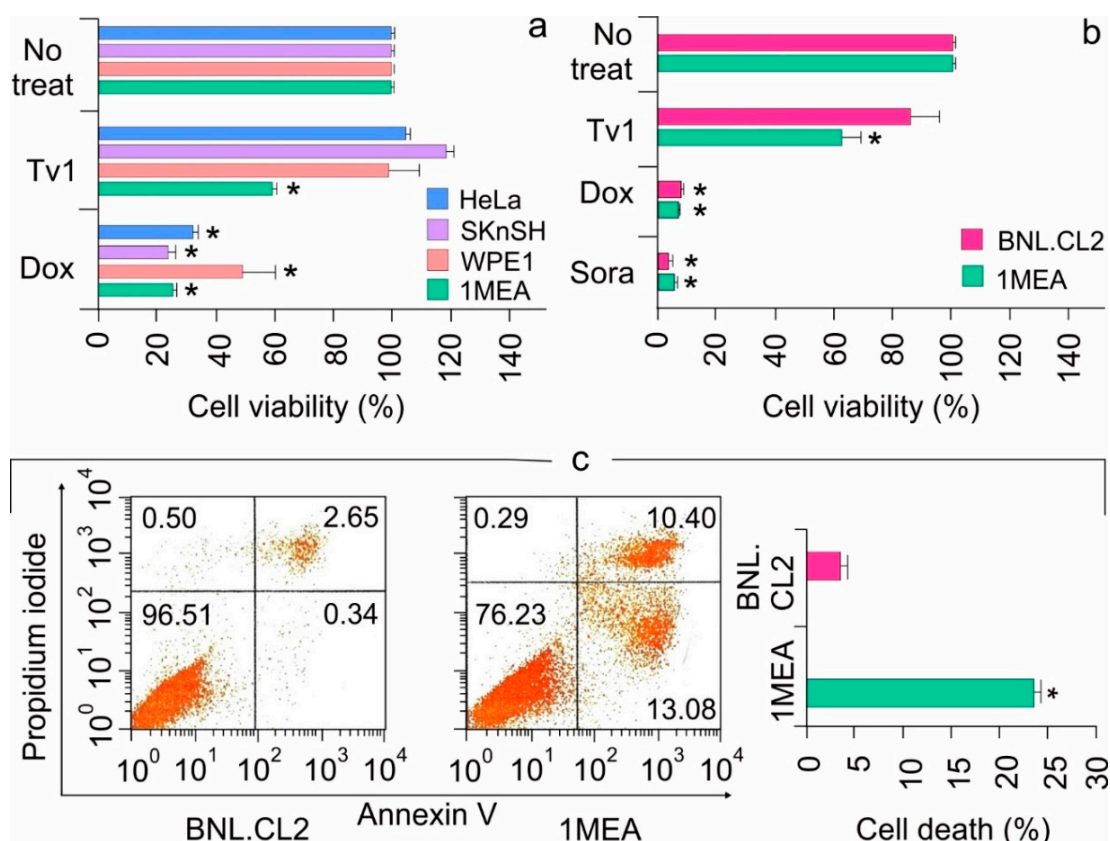 a
No
treat
Tv1
Dox
HeLa
SKnSH
WPE1
1MEA
* * * * *
0 20 40 60 80 100 120 140
Cell viability (%)
b
No
treat
Tv1
Dox
Sora
BNL.CL2
1MEA
* * * * *
0 20 40 60 80 100 120 140
Cell viability (%)
c
Propidium iodide
10⁰ 10¹ 10² 10³ 10⁴
0.50 2.65
96.51 0.34
10⁰ 10¹ 10² 10³ 10⁴
BNL.CL2
0.29 10.40
76.23
13.08
10⁰ 10¹ 10² 10³ 10⁴
1MEA
Annexin V
BNL.
CL2
1MEA
*
0 5 10 15 20 25 30
Cell death (%)